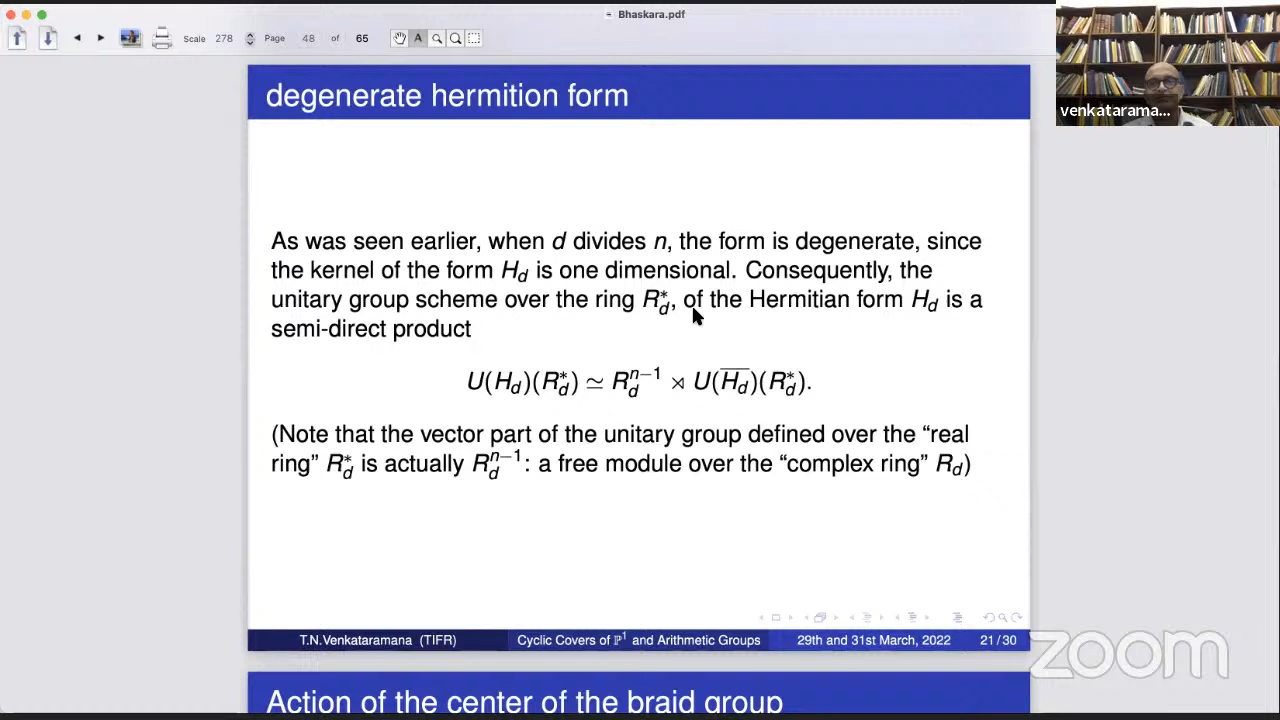 Bhaskara.pdf
Scale 278 Page 48 of 65
venkatarama...
degenerate hermition form
As was seen earlier, when d divides n, the form is degenerate, since
the kernel of the form H_d is one dimensional. Consequently, the
unitary group scheme over the ring R_d^*, of the Hermitian form H_d is a
semi-direct product
U(H_d)(R_d^*) ≃ R_d^{n−1} ⋊ U(\overline{H_d})(R_d^*).
(Note that the vector part of the unitary group defined over the “real
ring” R_d^* is actually R_d^{n−1}: a free module over the “complex ring” R_d)
T.N.Venkataramana (TIFR) Cyclic Covers of ℙ¹ and Arithmetic Groups 29th and 31st March, 2022 21 / 30
zoom
Action of the center of the braid group